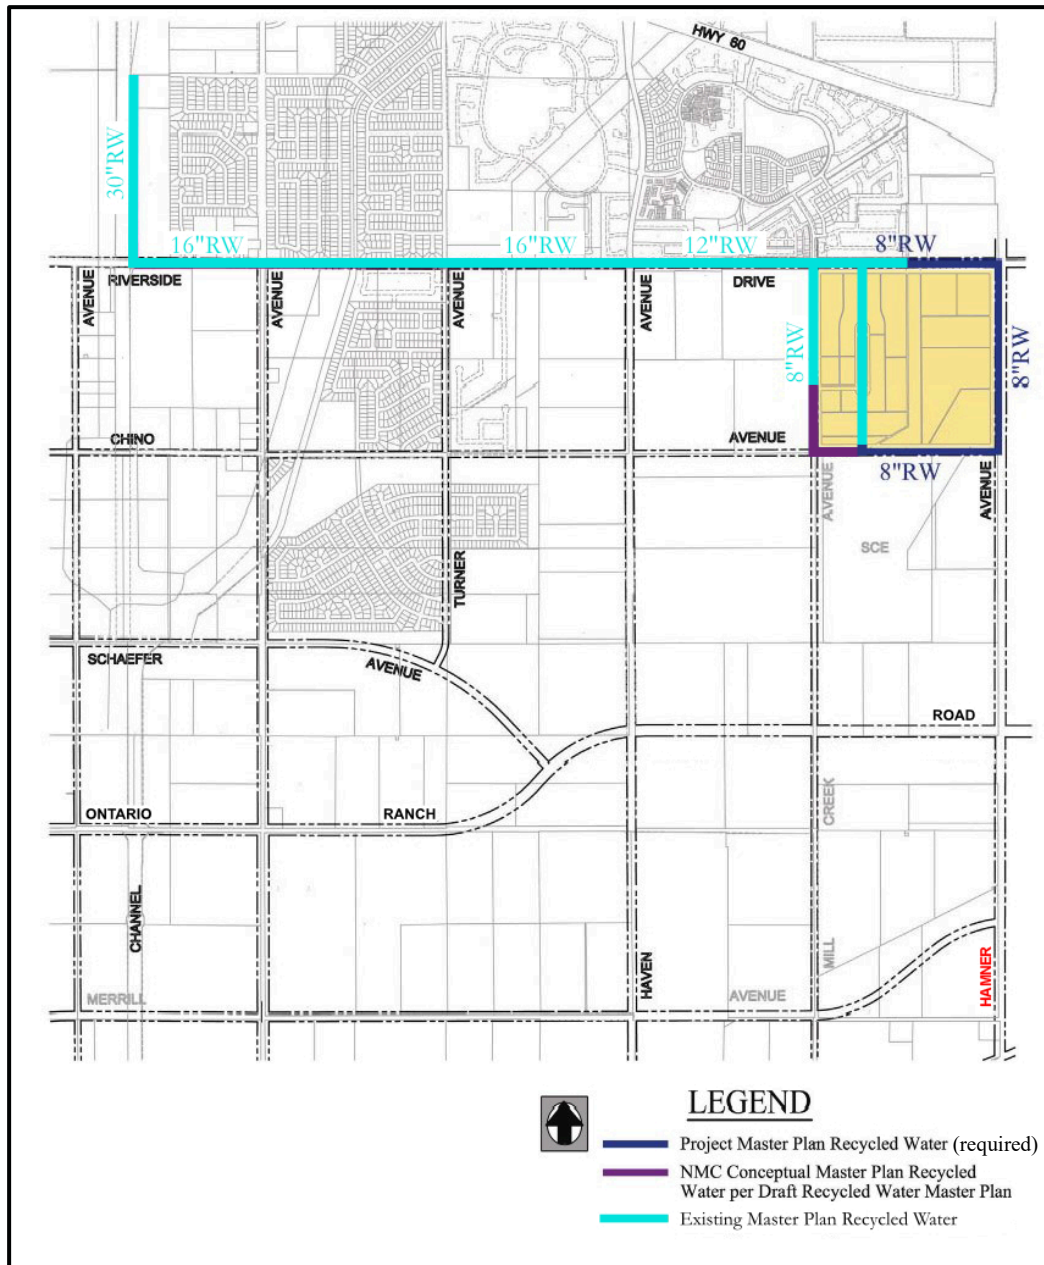 HWY 60
30"RW
16"RW
16"RW
12"RW
8"RW
RIVERSIDE
DRIVE
AVENUE
AVENUE
AVENUE
AVENUE
8"RW
8"RW
CHINO
AVENUE
8"RW
AVENUE
AVENUE
SCE
TURNER
SCHAEFER
AVENUE
ROAD
ONTARIO
RANCH
CREEK
CHANNEL
HAVEN
MILL
HAMNER
MERRILL
AVENUE
LEGEND
Project Master Plan Recycled Water (required)
NMC Conceptual Master Plan Recycled
Water per Draft Recycled Water Master Plan
Existing Master Plan Recycled Water